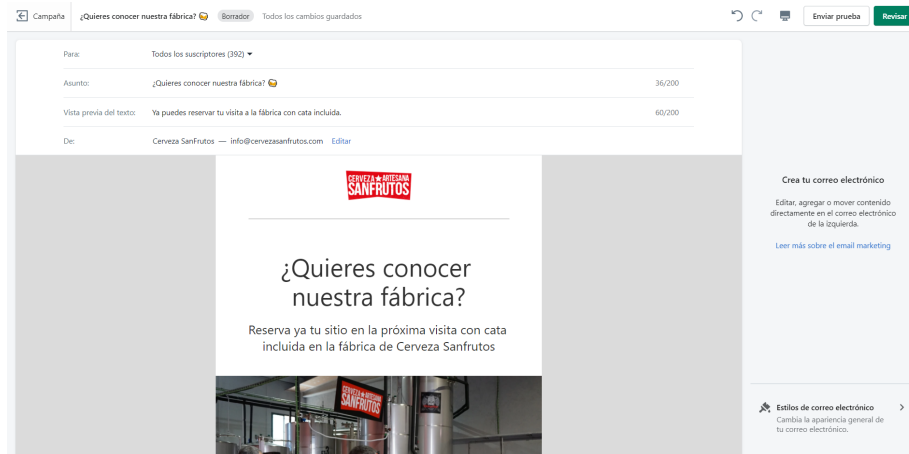 Campaña ¿Quieres conocer nuestra fábrica? 🍻 Borrador Todos los cambios guardados Enviar prueba Revisar
Para: Todos los suscriptores (392)
Asunto: ¿Quieres conocer nuestra fábrica? 🍻 36/200
Vista previa del texto: Ya puedes reservar tu visita a la fábrica con cata incluida. 60/200
De: Cerveza SanFrutos — info@cervezasanfrutos.com Editar
CERVEZA★ARTESANA
SANFRUTOS
¿Quieres conocer
nuestra fábrica?
Reserva ya tu sitio en la próxima visita con cata
incluida en la fábrica de Cerveza Sanfrutos
CERVEZA★ARTESANA
SANFRUTOS
Crea tu correo electrónico
Editar, agregar o mover contenido
directamente en el correo electrónico
de la izquierda.
Leer más sobre el email marketing
Estilos de correo electrónico
Cambia la apariencia general de
tu correo electrónico.